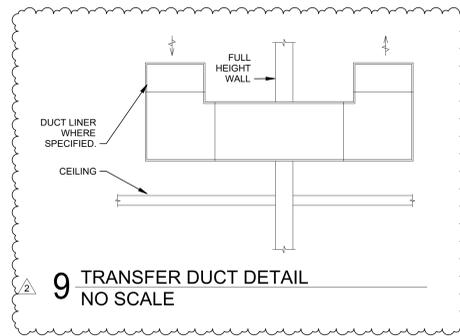 FULL
HEIGHT
WALL
DUCT LINER
WHERE
SPECIFIED.
CEILING
2
9
TRANSFER DUCT DETAIL
NO SCALE